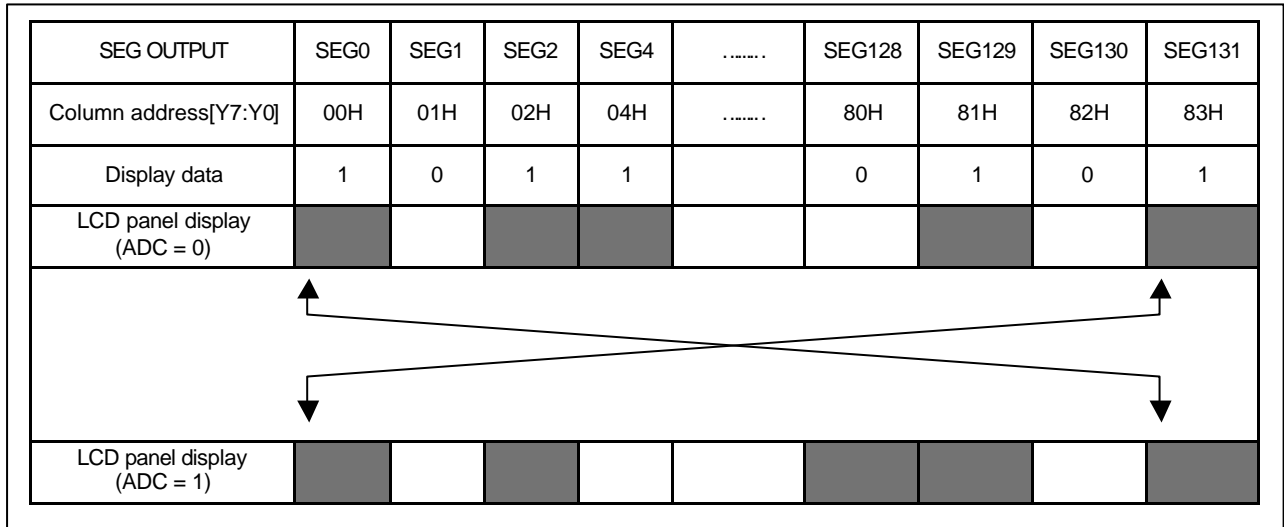 SEG OUTPUT SEG0 SEG1 SEG2 SEG4 ........ SEG128 SEG129 SEG130 SEG131
Column address[Y7:Y0] 00H 01H 02H 04H ........ 80H 81H 82H 83H
Display data 1 0 1 1 0 1 0 1
LCD panel display
(ADC = 0)
LCD panel display
(ADC = 1)